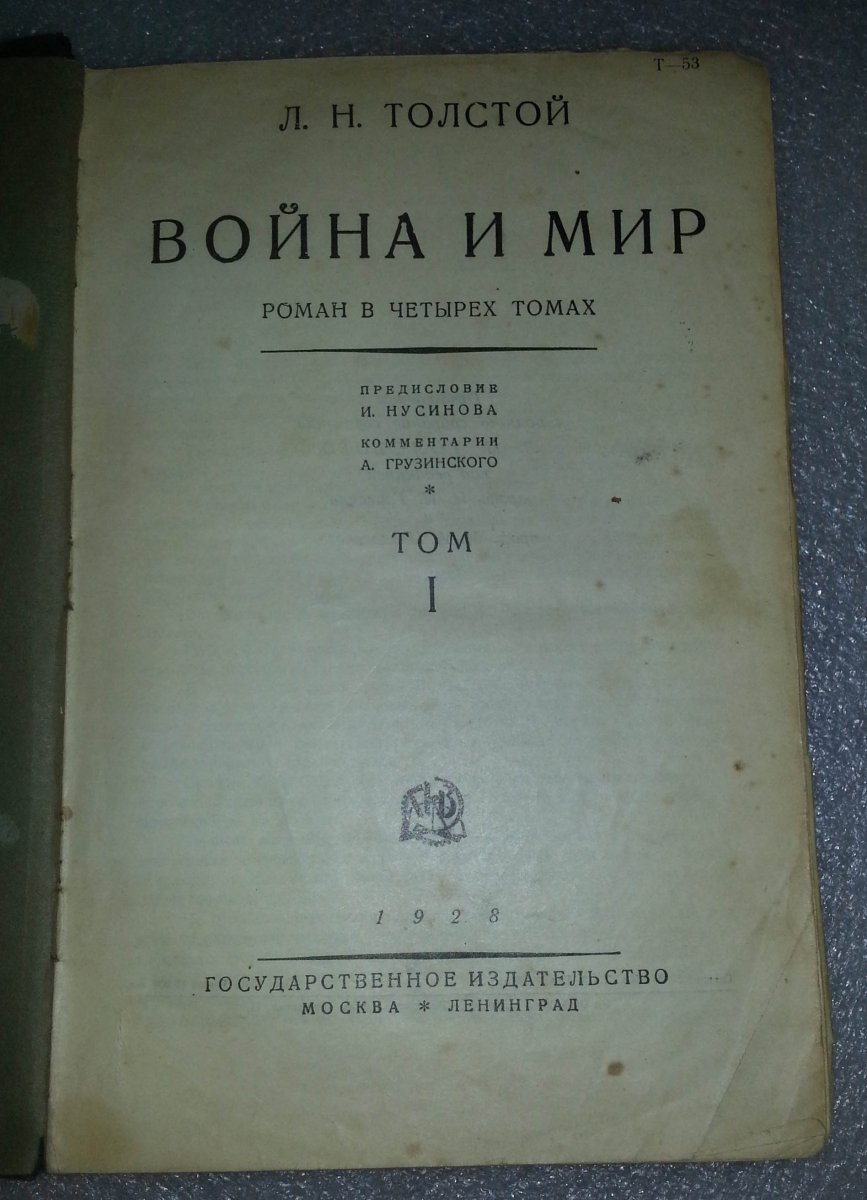 Т—53
Л. Н. ТОЛСТОЙ
ВОЙНА И МИР
РОМАН В ЧЕТЫРЕХ ТОМАХ
ПРЕДИСЛОВИЕ
И. НУСИНОВА
КОММЕНТАРИИ
А. ГРУЗИНСКОГО
*
ТОМ
I
1928
ГОСУДАРСТВЕННОЕ ИЗДАТЕЛЬСТВО
МОСКВА * ЛЕНИНГРАД